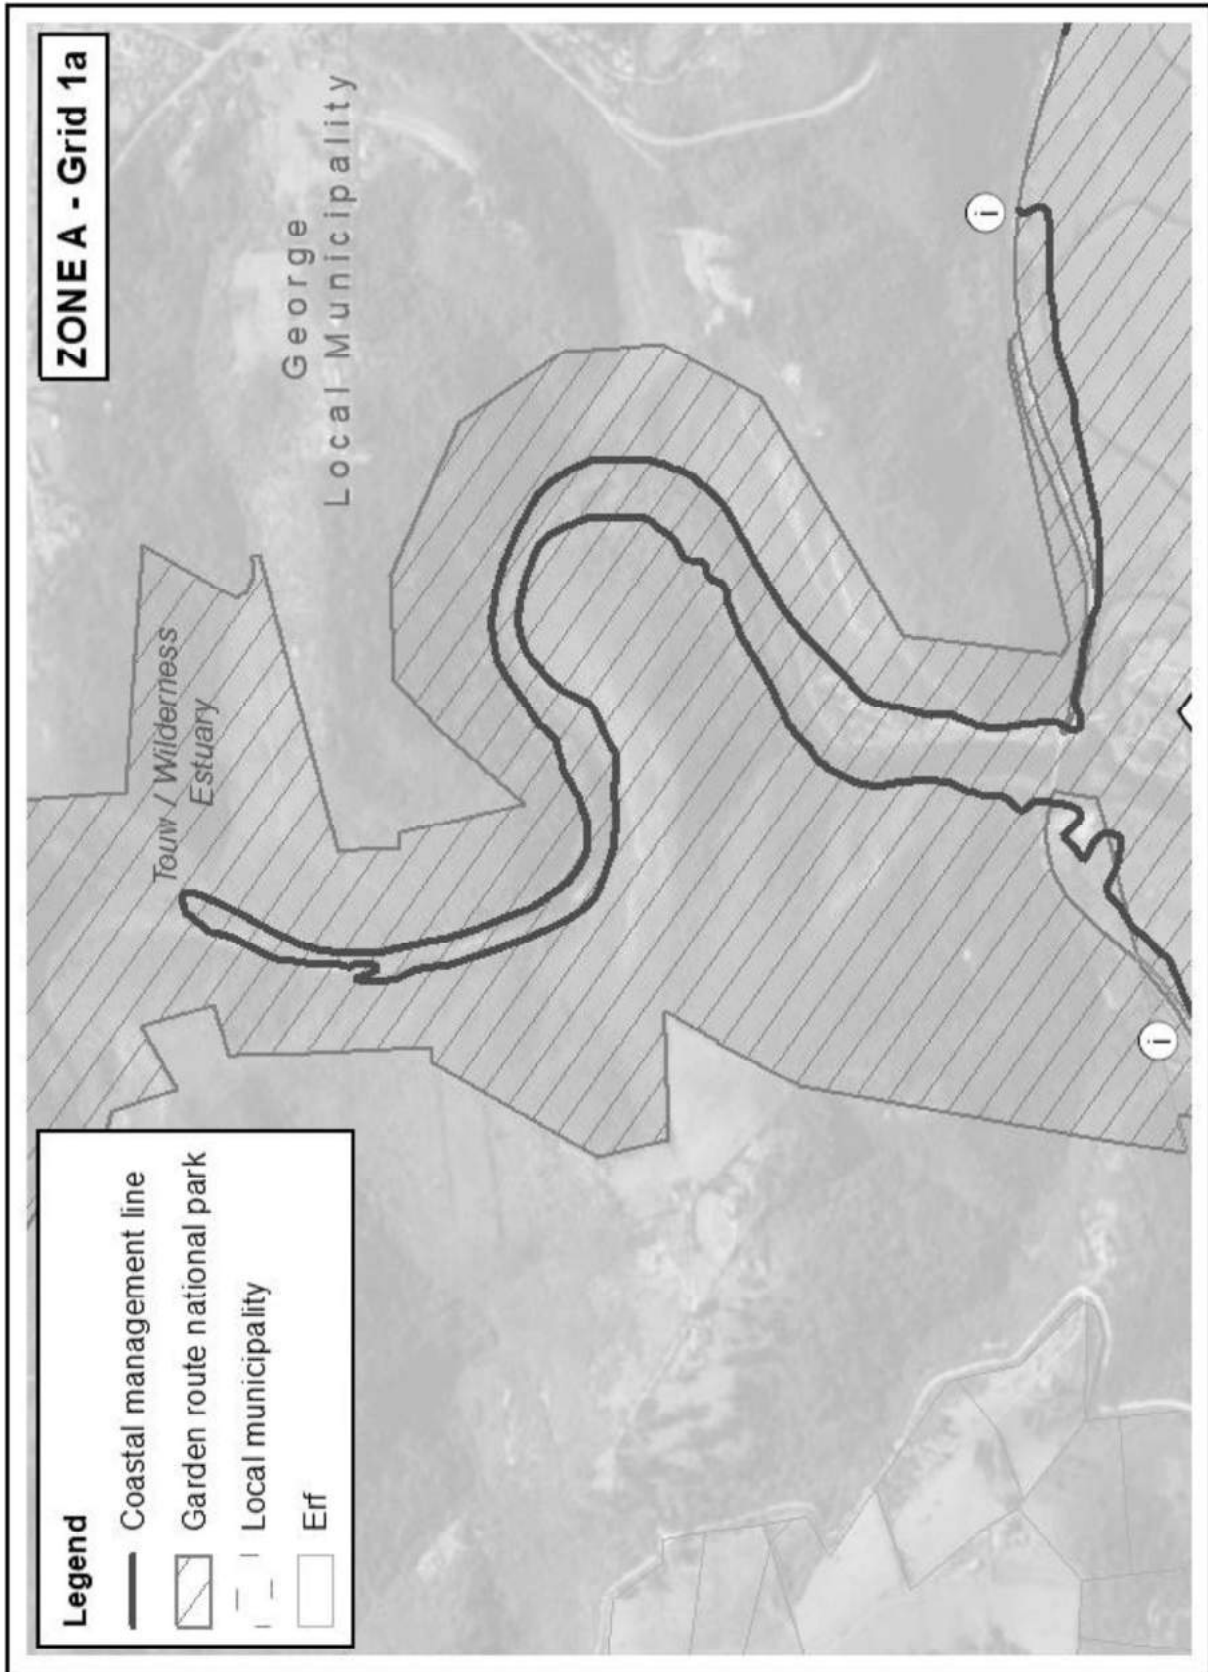 ZONE A - Grid 1a
George
Local Municipality
Touw / Wilderness
Estuary
i
i
Legend
Coastal management line
Garden route national park
Local municipality
Erf